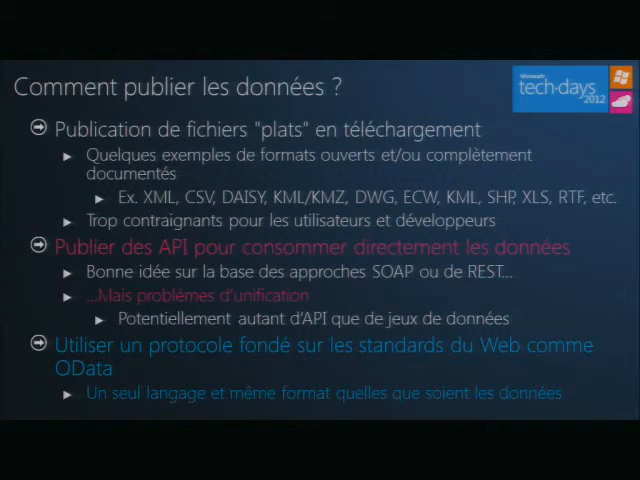 Comment publier les données ?
Microsoft
tech·days
2012
Publication de fichiers "plats" en téléchargement
Quelques exemples de formats ouverts et/ou complètement
documentés
Ex. XML, CSV, DAISY, KML/KMZ, DWG, ECW, KML, SHP, XLS, RTF, etc.
Trop contraignants pour les utilisateurs et développeurs
Publier des API pour consommer directement les données
Bonne idée sur la base des approches SOAP ou de REST...
...Mais problèmes d'unification
Potentiellement autant d'API que de jeux de données
Utiliser un protocole fondé sur les standards du Web comme
OData
Un seul langage et même format quelles que soient les données